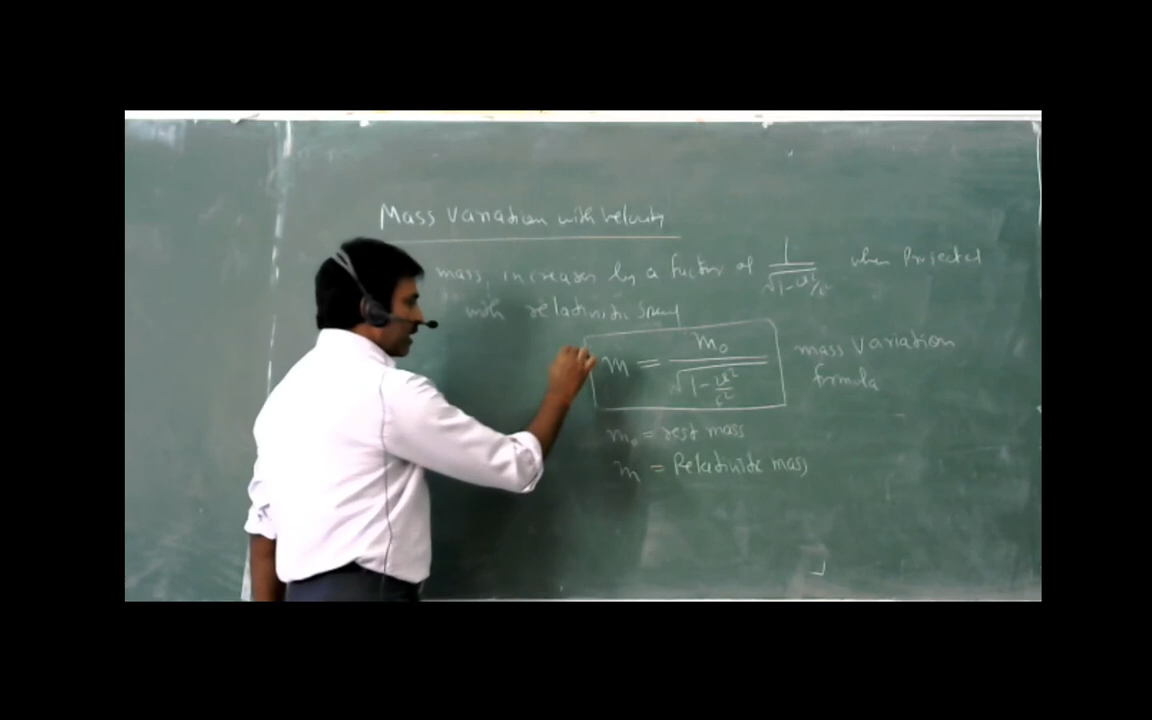 Mass Variation with Velocity
mass, increases by a factor of 1/√1-v²/c² when Projected
with relativistic speed
m = m₀/√1-v²/c²
mass variation
formula
m₀ = rest mass
m = Relativistic mass